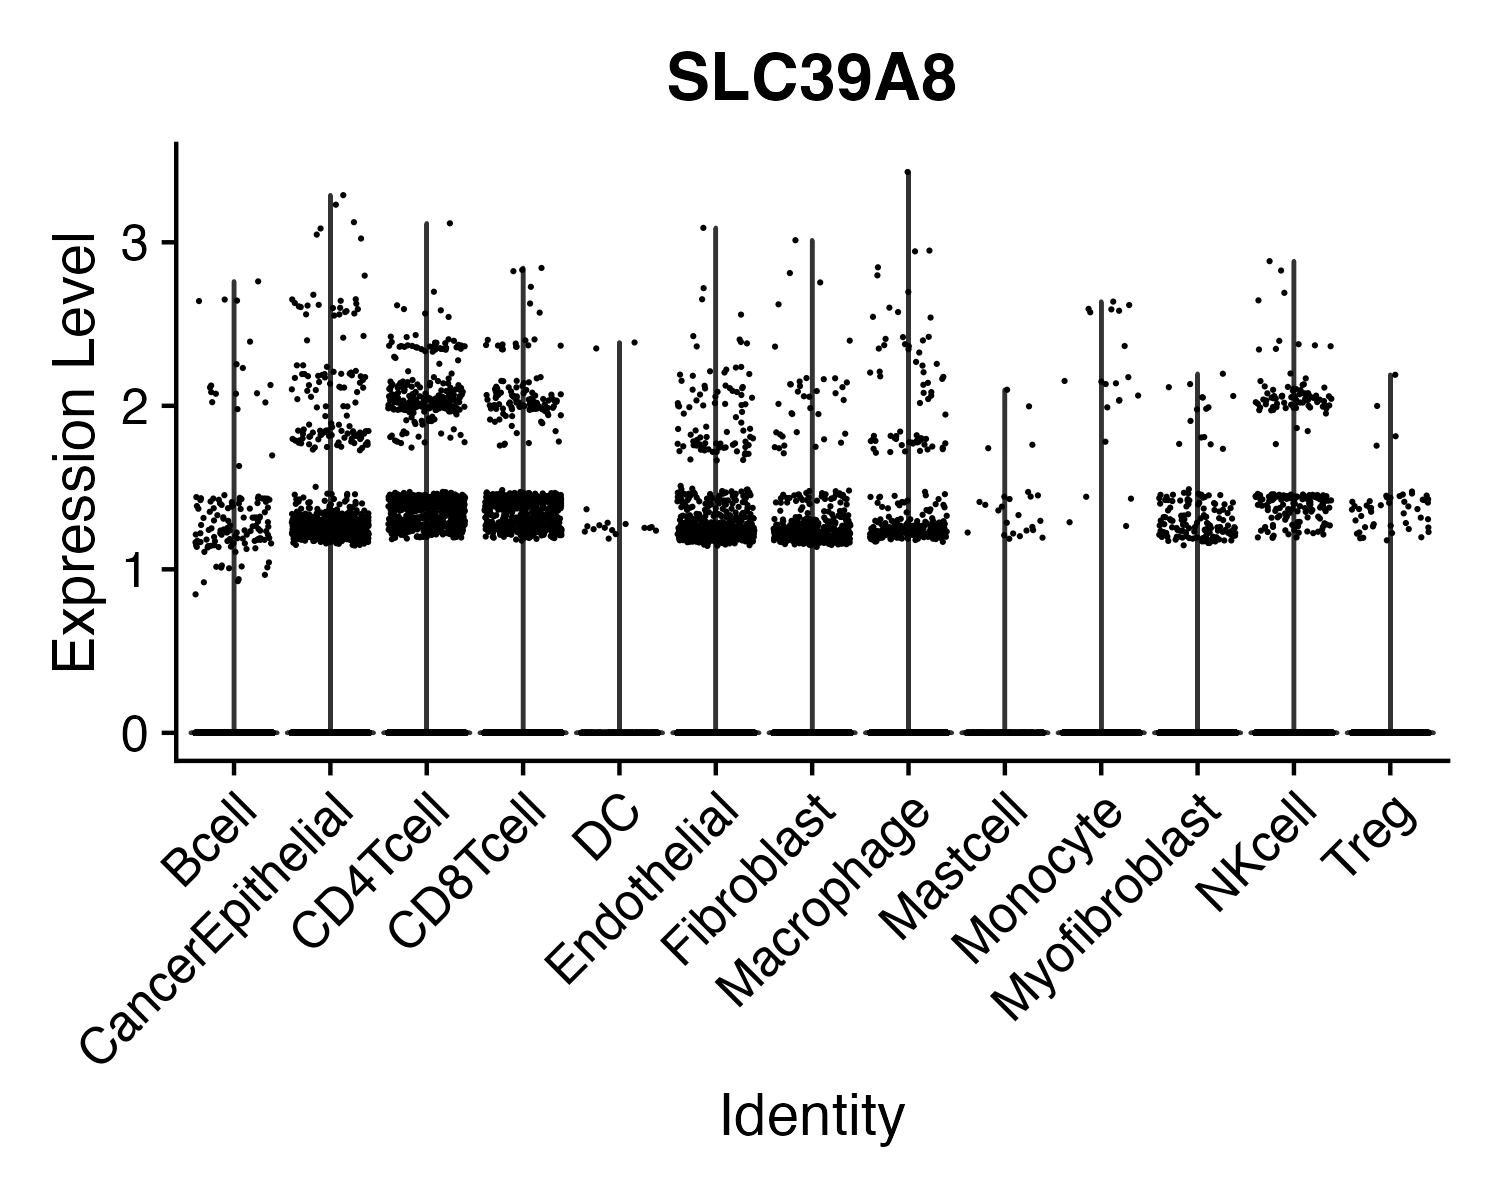 SLC39A8
Expression Level
3
2
1
0
Bcell
CancerEpithelial
CD4Tcell
CD8Tcell
DC
Endothelial
Fibroblast
Macrophage
Mastcell
Monocyte
Myofibroblast
NKcell
Treg
Identity